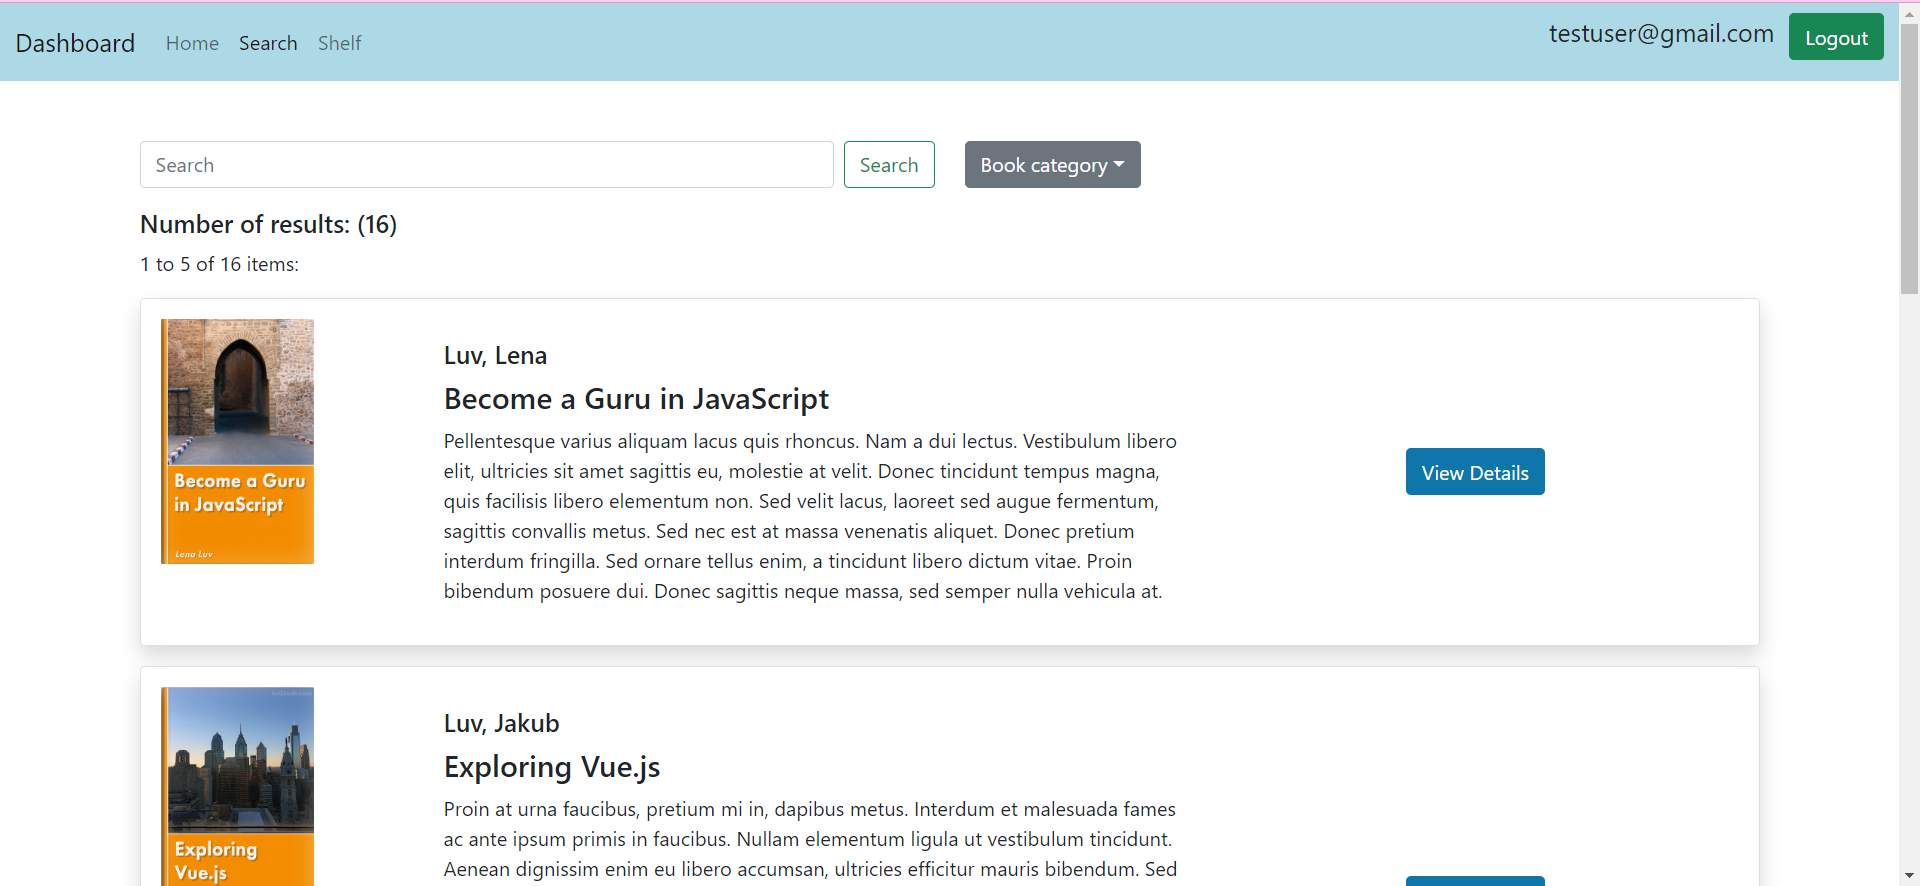 Dashboard Home Search Shelf testuser@gmail.com Logout
Search Search Book category
Number of results: (16)
1 to 5 of 16 items:
Become a Guru
in JavaScript
Lena Luv
Luv, Lena
Become a Guru in JavaScript
Pellentesque varius aliquam lacus quis rhoncus. Nam a dui lectus. Vestibulum libero
elit, ultricies sit amet sagittis eu, molestie at velit. Donec tincidunt tempus magna,
quis facilisis libero elementum non. Sed velit lacus, laoreet sed augue fermentum,
sagittis convallis metus. Sed nec est at massa venenatis aliquet. Donec pretium
interdum fringilla. Sed ornare tellus enim, a tincidunt libero dictum vitae. Proin
bibendum posuere dui. Donec sagittis neque massa, sed semper nulla vehicula at.
View Details
Exploring
Vue.js
Luv, Jakub
Exploring Vue.js
Proin at urna faucibus, pretium mi in, dapibus metus. Interdum et malesuada fames
ac ante ipsum primis in faucibus. Nullam elementum ligula ut vestibulum tincidunt.
Aenean dignissim enim eu libero accumsan, ultricies efficitur mauris bibendum. Sed